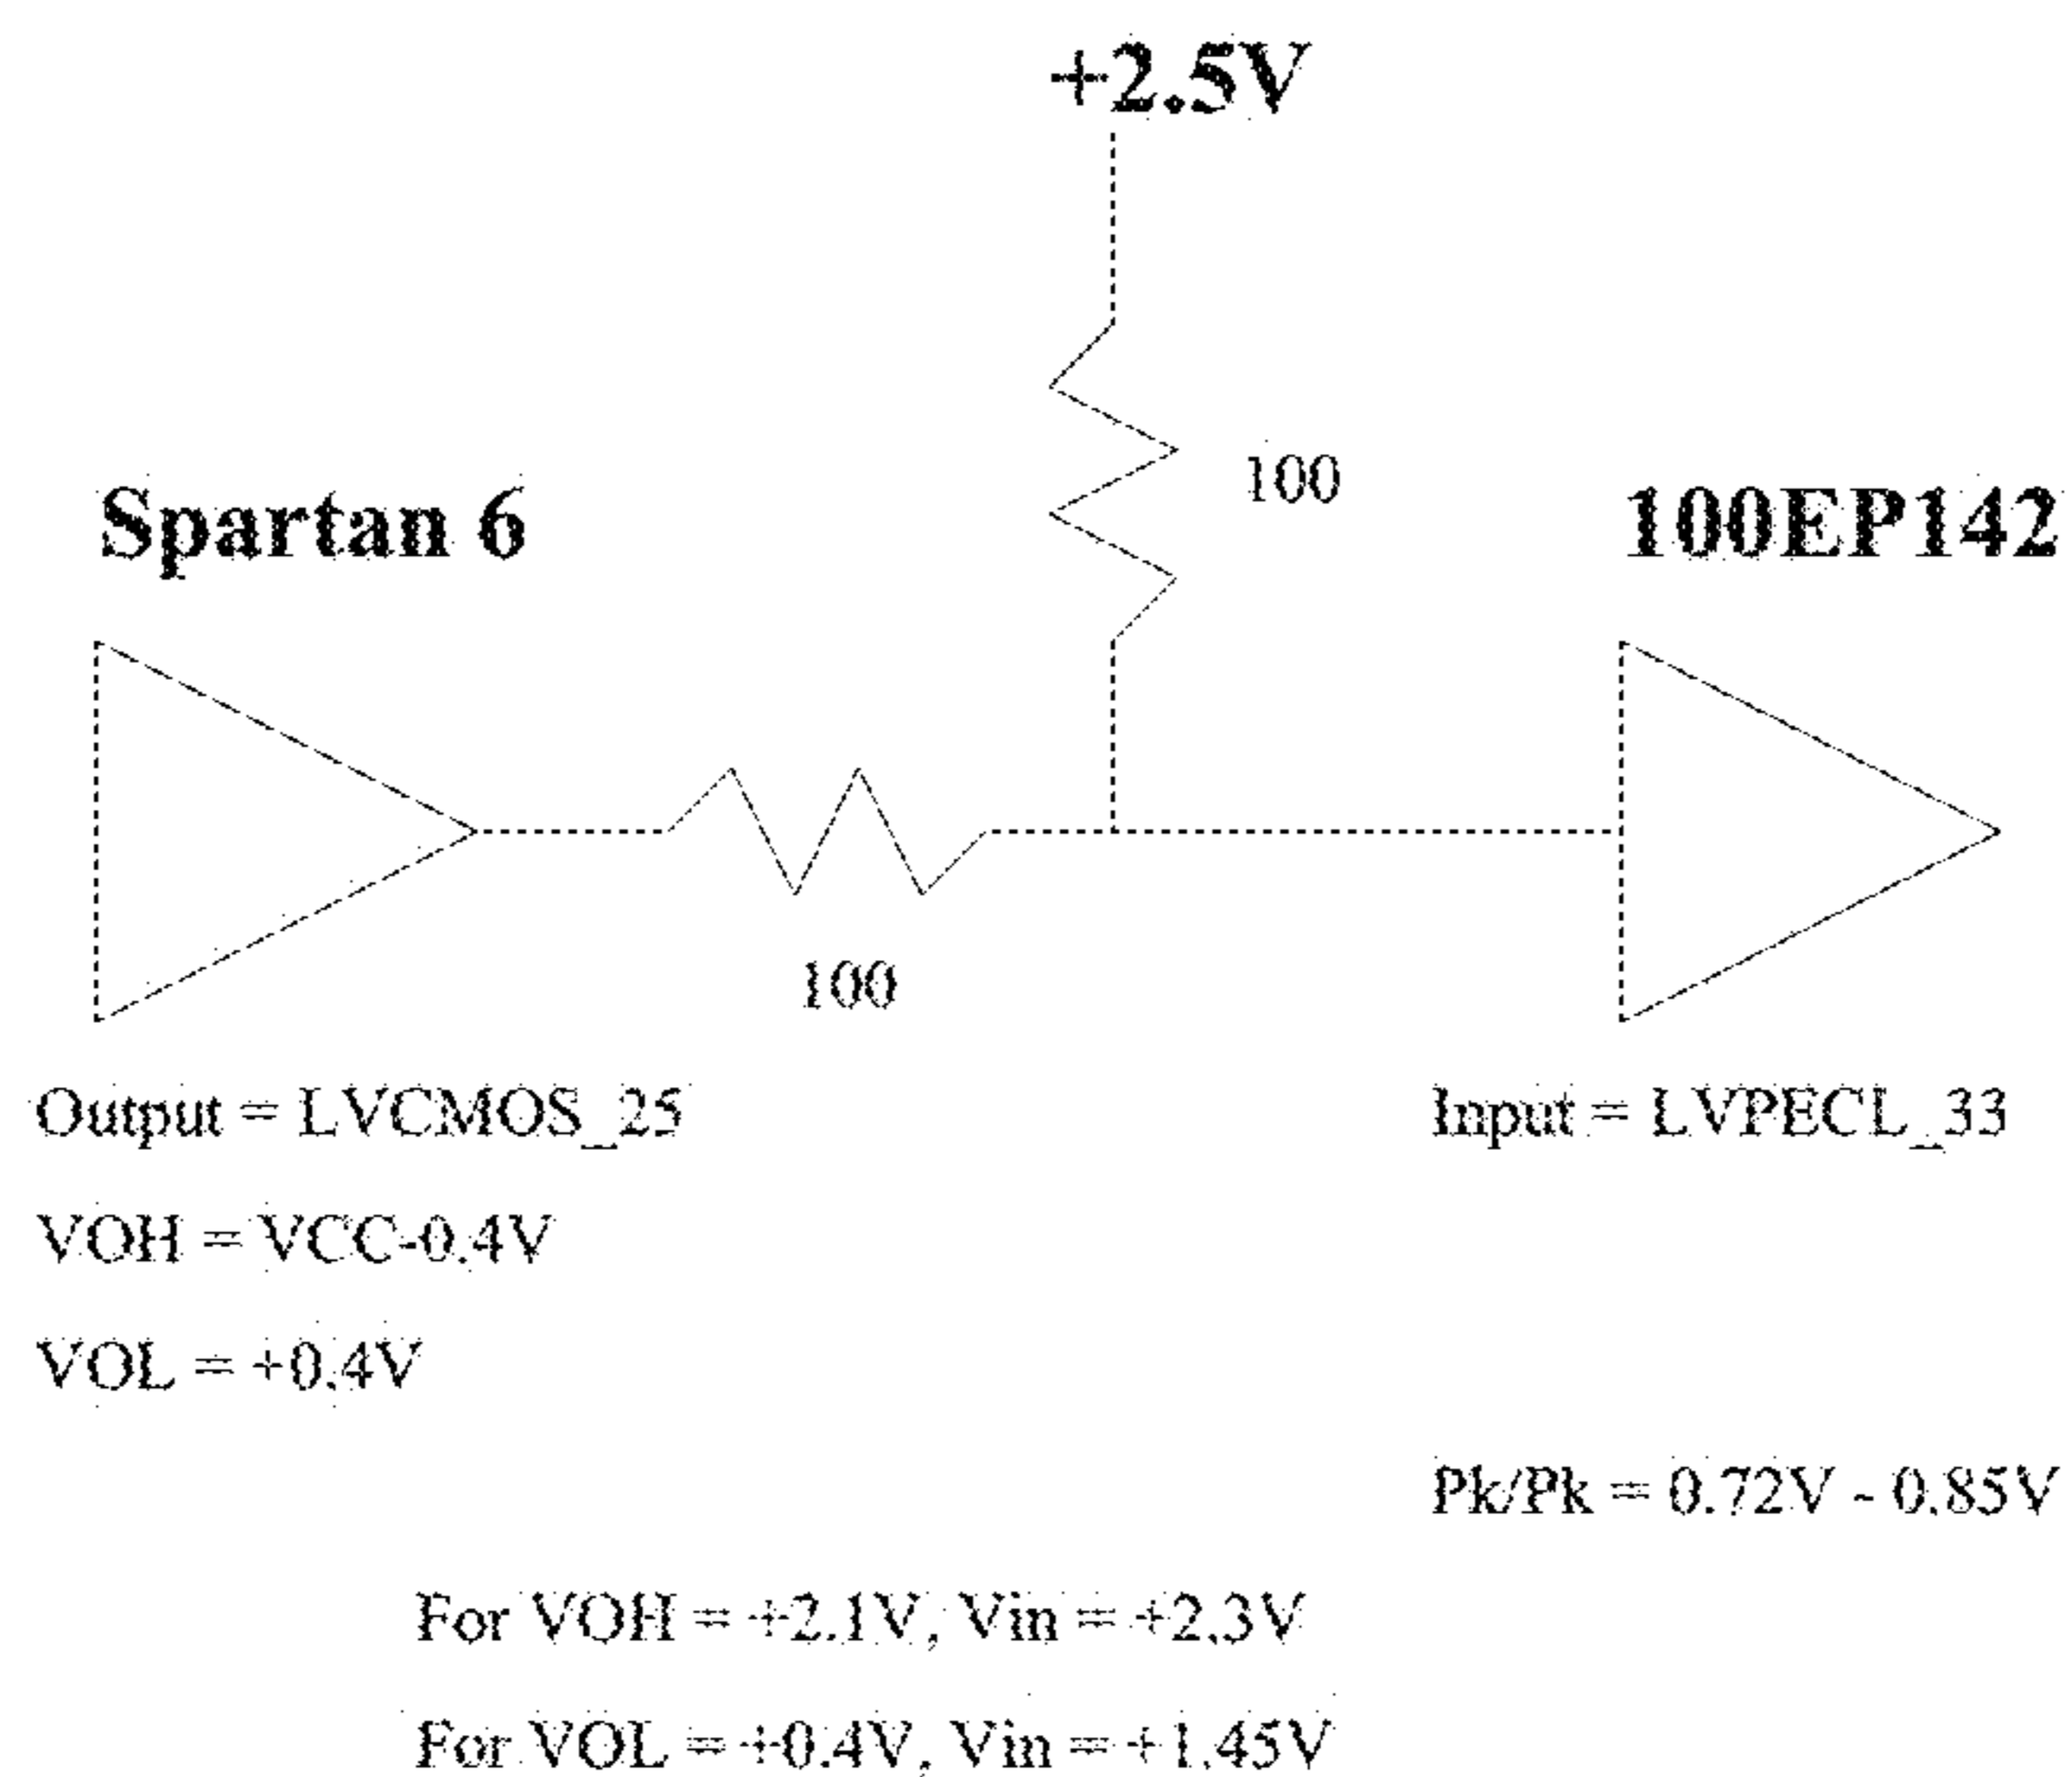 +2.5V
100
Spartan 6
100EP142
100
Output = LVCMOS_25
Input = LVPECL_33
VOH = VCC-0.4V
VOL = +0.4V
Pk/Pk = 0.72V - 0.85V
For VOH = +2.1V, Vin = +2.3V
For VOL = +0.4V, Vin = +1.45V